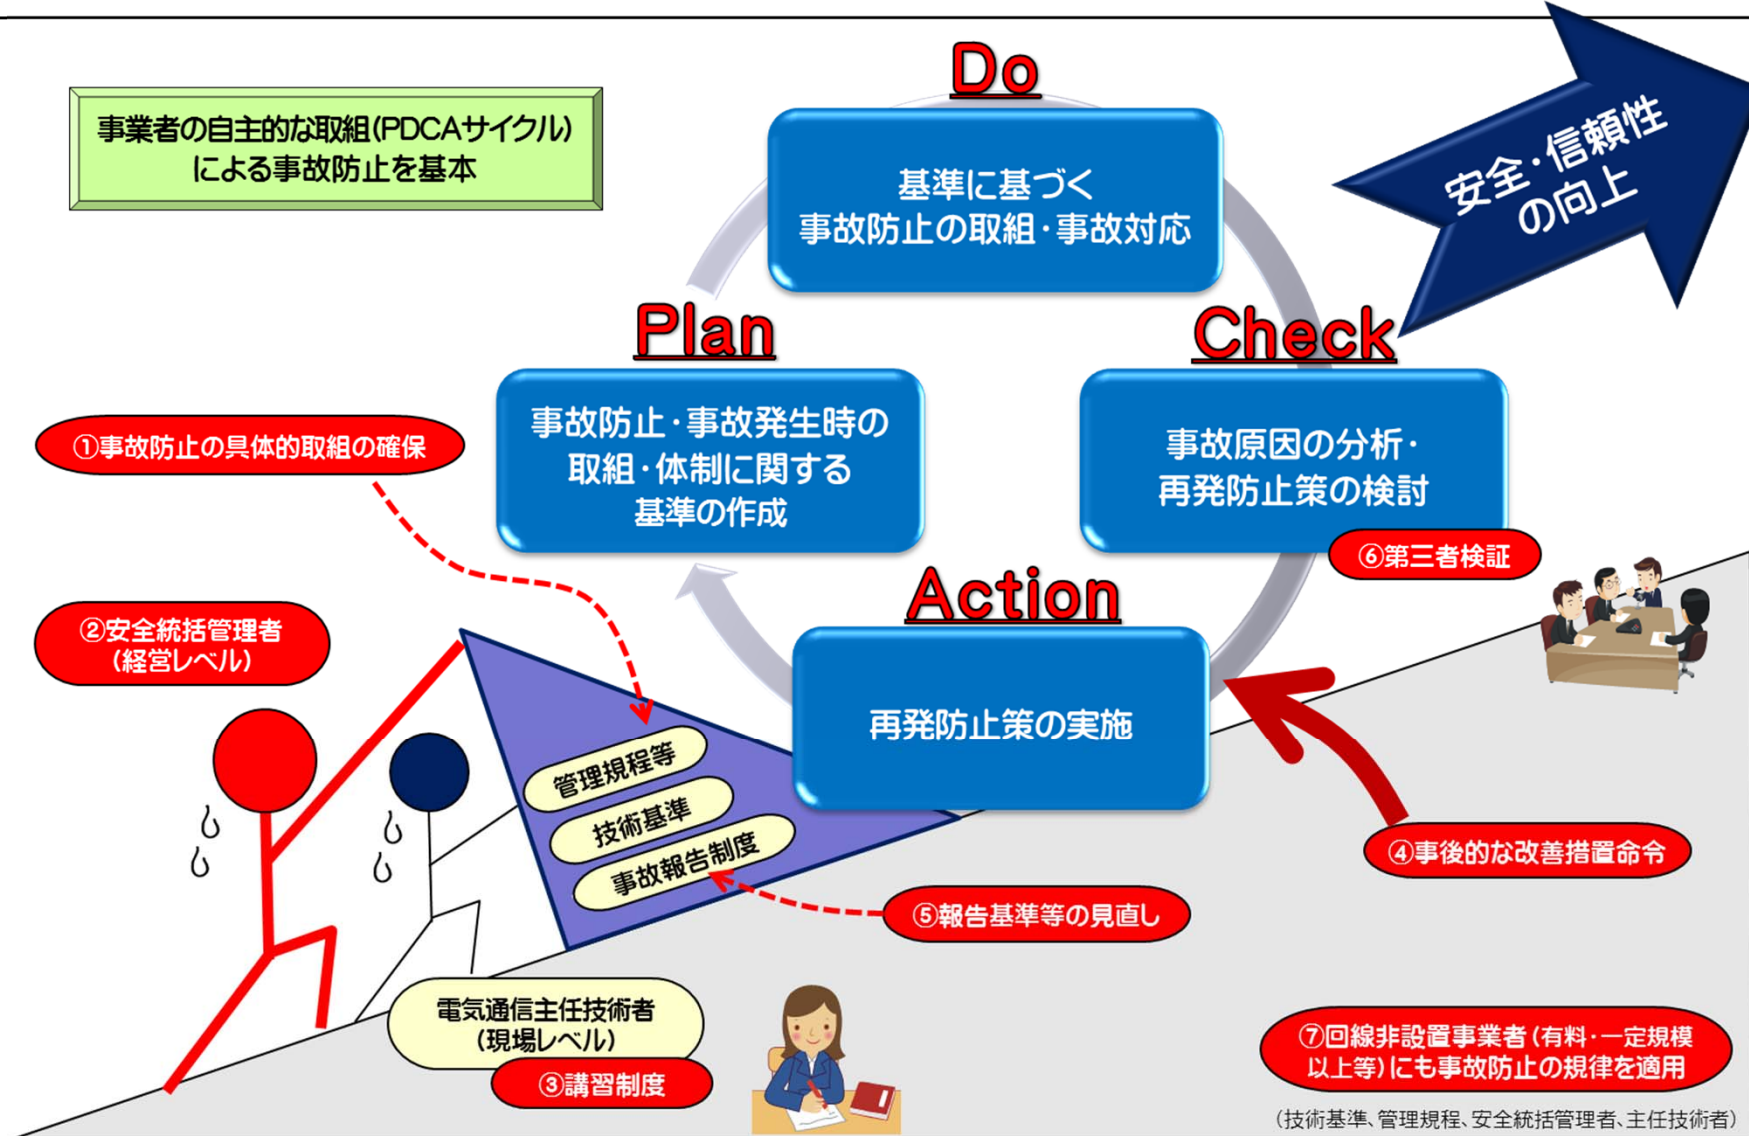 事業者の自主的な取組(PDCAサイクル)
による事故防止を基本
Do
基準に基づく
事故防止の取組･事故対応
安全･信頼性
の向上
Plan
事故防止･事故発生時の
取組･体制に関する
基準の作成
Check
事故原因の分析･
再発防止策の検討
⑥第三者検証
Action
再発防止策の実施
①事故防止の具体的取組の確保
②安全統括管理者
(経営レベル)
管理規程等
技術基準
事故報告制度
④事後的な改善措置命令
⑤報告基準等の見直し
電気通信主任技術者
(現場レベル)
③講習制度
⑦回線非設置事業者(有料･一定規模
以上等)にも事故防止の規律を適用
(技術基準、管理規程、安全統括管理者、主任技術者)